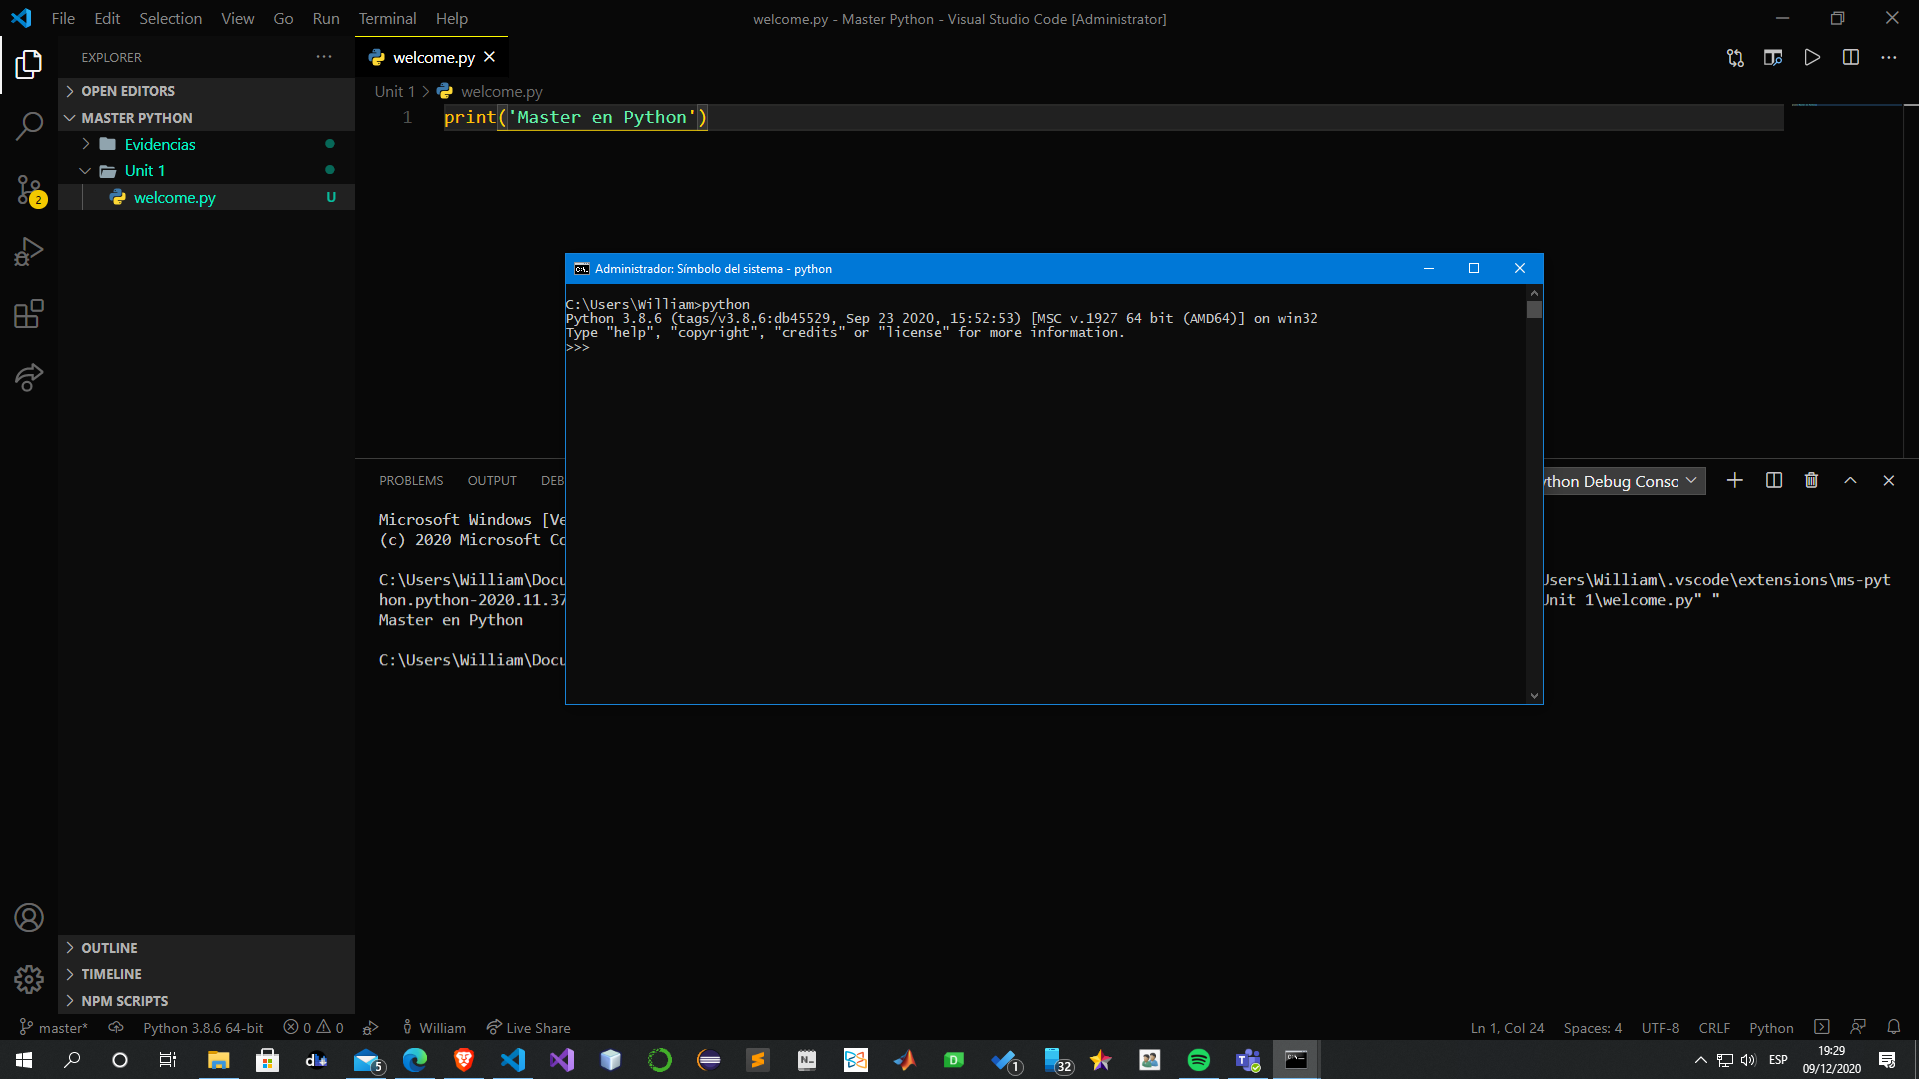 File Edit Selection View Go Run Terminal Help
welcome.py - Master Python - Visual Studio Code [Administrator]
EXPLORER
OPEN EDITORS
MASTER PYTHON
Evidencias
Unit 1
welcome.py U
2
welcome.py
Unit 1 > welcome.py
1 print('Master en Python')
Administrador: Símbolo del sistema - python
C:\Users\William>python
Python 3.8.6 (tags/v3.8.6:db45529, Sep 23 2020, 15:52:53) [MSC v.1927 64 bit (AMD64)] on win32
Type "help", "copyright", "credits" or "license" for more information.
>>>
PROBLEMS OUTPUT DEB
ython Debug Consc
Microsoft Windows [Ve
(c) 2020 Microsoft Co
C:\Users\William\Docu Users\William\.vscode\extensions\ms-pyt
hon.python-2020.11.37 Unit 1\welcome.py" "
Master en Python
C:\Users\William\Docu
OUTLINE
TIMELINE
NPM SCRIPTS
master* Python 3.8.6 64-bit 0 0 William Live Share
Ln 1, Col 24 Spaces: 4 UTF-8 CRLF Python
5 1 32
ESP
19:29
09/12/2020